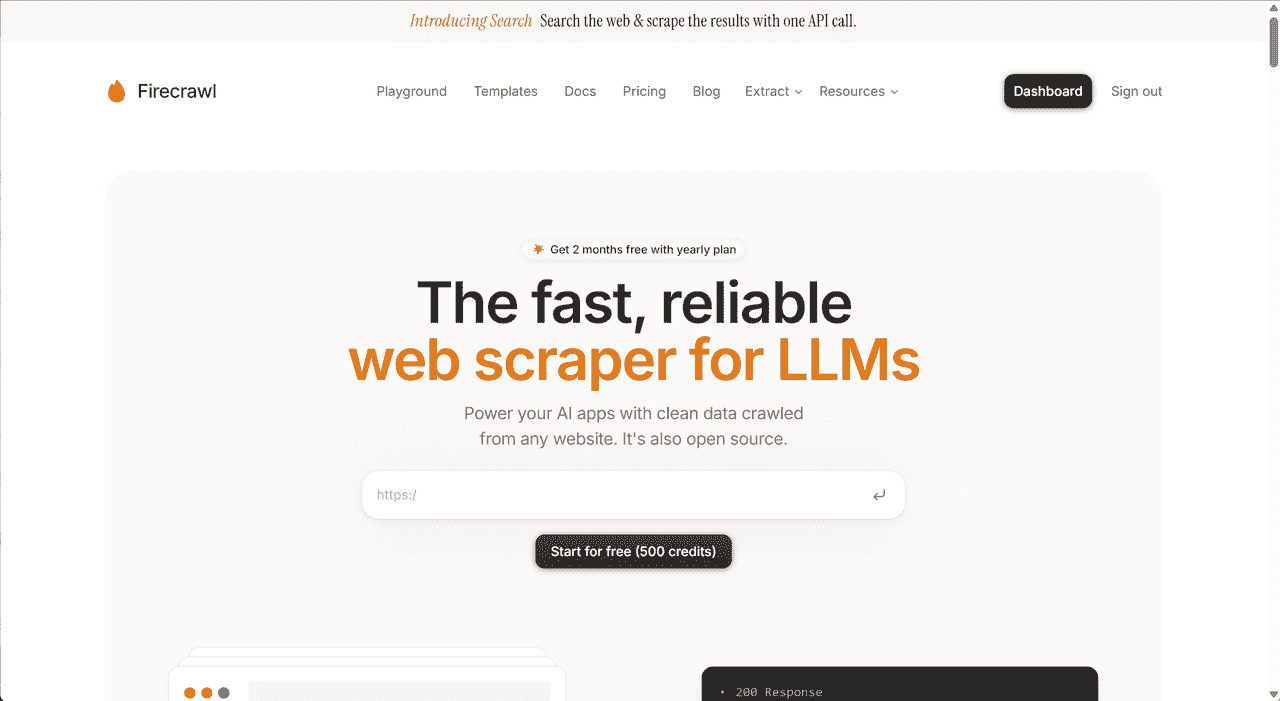 Introducing Search Search the web & scrape the results with one API call.
Firecrawl
Playground Templates Docs Pricing Blog Extract Resources
Dashboard Sign out
Get 2 months free with yearly plan
The fast, reliable
web scraper for LLMs
Power your AI apps with clean data crawled
from any website. It's also open source.
https:/
Start for free (500 credits)
• 200 Response